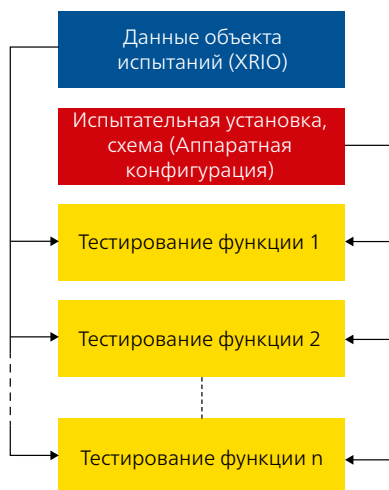 Данные объекта
испытаний (XRIO)
Испытательная установка,
схема (Аппаратная
конфигурация)
Тестирование функции 1
Тестирование функции 2
Тестирование функции n